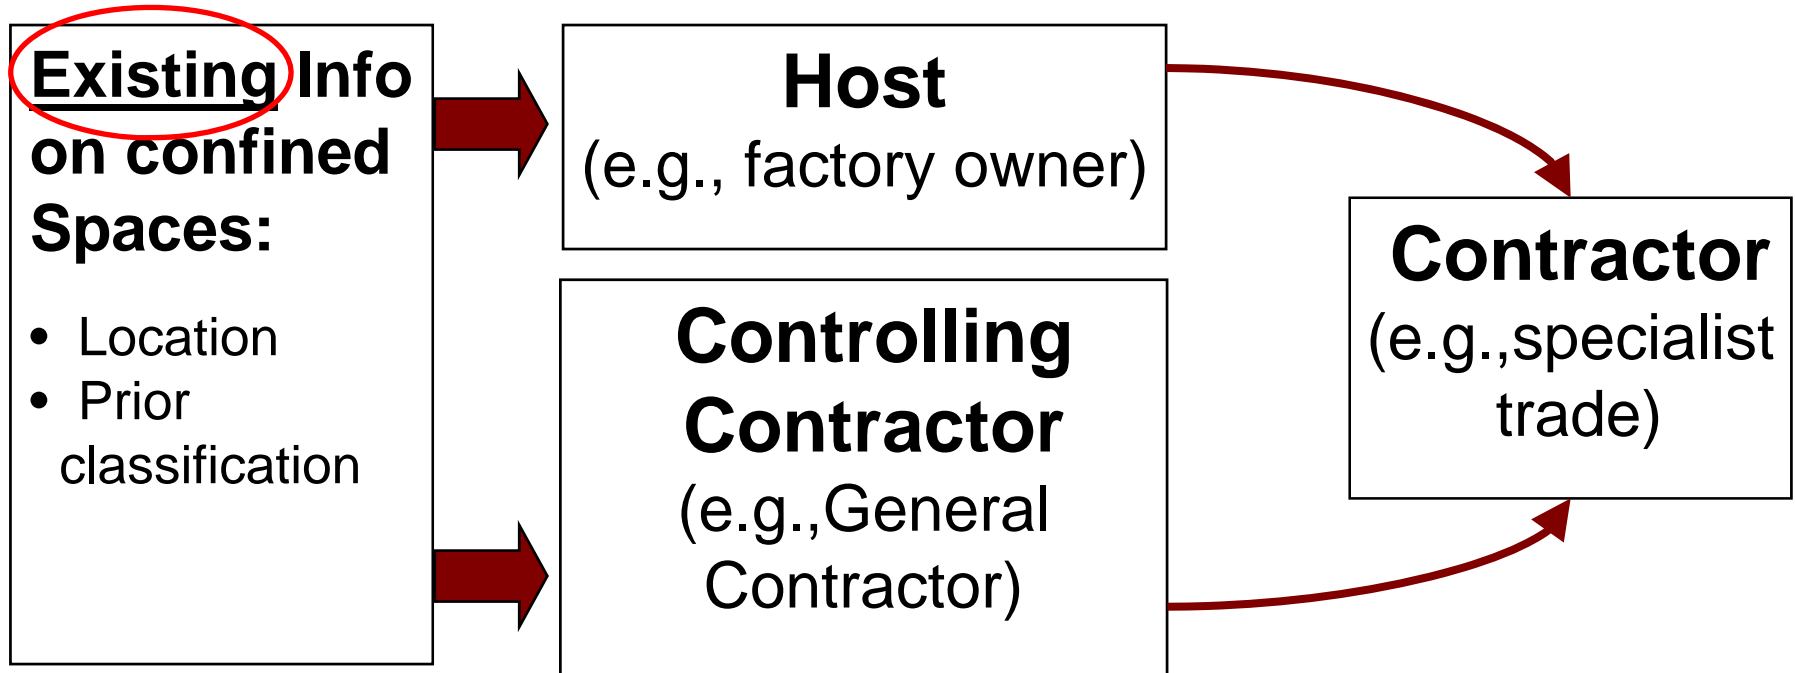 Existing Info
on confined
Spaces:
• Location
• Prior
classification
Host
(e.g., factory owner)
Controlling
Contractor
(e.g.,General
Contractor)
Contractor
(e.g.,specialist
trade)